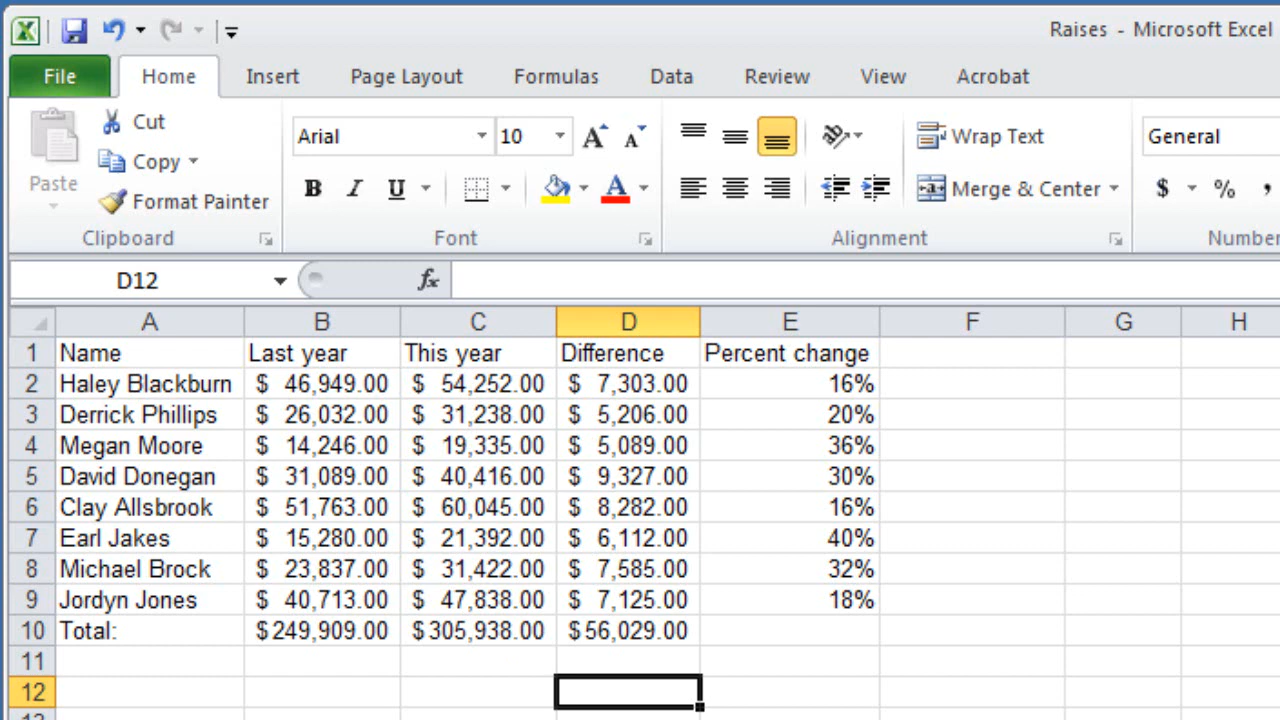 Raises - Microsoft Excel
File Home Insert Page Layout Formulas Data Review View Acrobat
Cut
Copy
Format Painter
Paste
Clipboard
Arial 10 A A
B I U A
Font
Wrap Text
Merge & Center
Alignment
General
$ % ,
D12 fx
A B C D E F G H
1 Name Last year This year Difference Percent change
2 Haley Blackburn $ 46,949.00 $ 54,252.00 $ 7,303.00 16%
3 Derrick Phillips $ 26,032.00 $ 31,238.00 $ 5,206.00 20%
4 Megan Moore $ 14,246.00 $ 19,335.00 $ 5,089.00 36%
5 David Donegan $ 31,089.00 $ 40,416.00 $ 9,327.00 30%
6 Clay Allsbrook $ 51,763.00 $ 60,045.00 $ 8,282.00 16%
7 Earl Jakes $ 15,280.00 $ 21,392.00 $ 6,112.00 40%
8 Michael Brock $ 23,837.00 $ 31,422.00 $ 7,585.00 32%
9 Jordyn Jones $ 40,713.00 $ 47,838.00 $ 7,125.00 18%
10 Total: $249,909.00 $305,938.00 $56,029.00
11
12